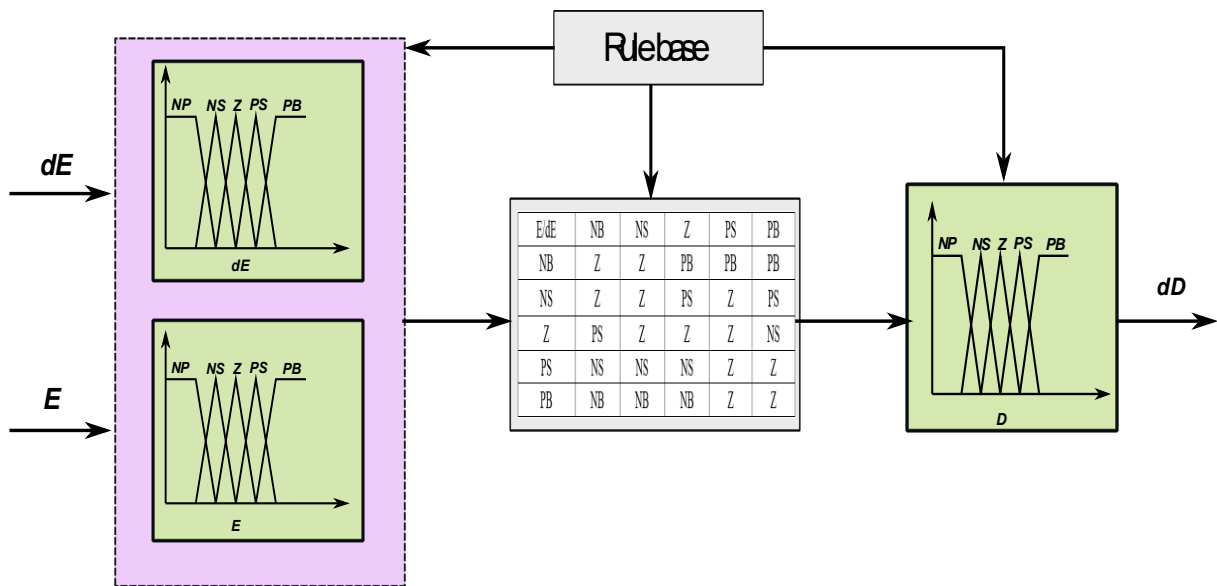 Rulebase
NP NS Z PS PB
dE
dE
NP NS Z PS PB
E
E
E/dE NB NS Z PS PB
NB Z Z PB PB PB
NS Z Z PS Z PS
Z PS Z Z Z NS
PS NS NS NS Z Z
PB NB NB NB Z Z
NP NS Z PS PB
D
dD